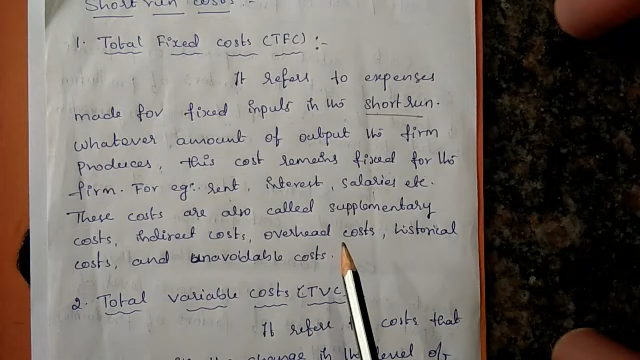 Short run costs :-
1. Total Fixed costs (TFC) :-
It refers to expenses
made for fixed inputs in the short run.
whatever amount of output the firm
produces, this cost remains fixed for the
firm. For eg:- rent, interest, salaries etc.
These costs are also called supplementary
costs, indirect costs, overhead costs, historical
costs, and unavoidable costs.
2. Total variable costs (TVC)
It refers to costs that
the change in the level of